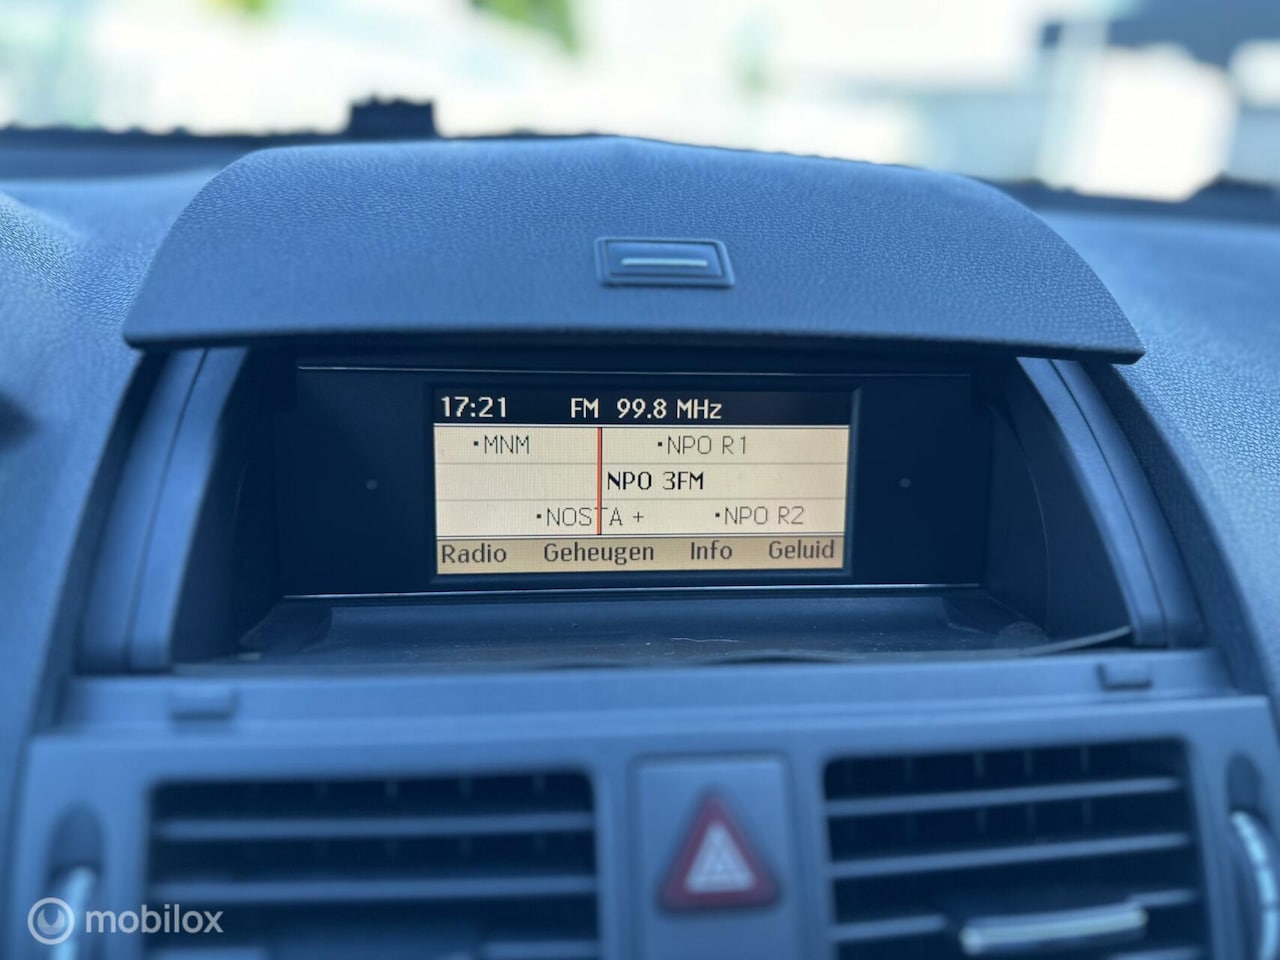 17:21 FM 99.8 MHz
•MNM •NPO R1
NPO 3FM
•NOSTA + •NPO R2
Radio Geheugen Info Geluid
mobilox